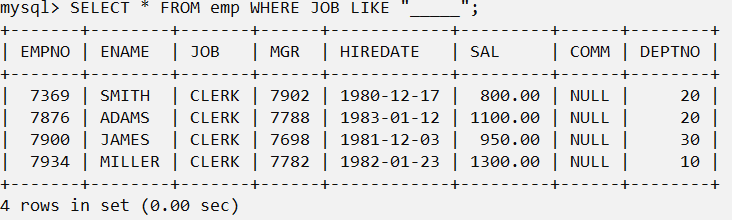 mysql> SELECT * FROM emp WHERE JOB LIKE "_____";
+-------+--------+-------+------+------------+---------+------+--------+
| EMPNO | ENAME  | JOB   | MGR  | HIREDATE   | SAL     | COMM | DEPTNO |
+-------+--------+-------+------+------------+---------+------+--------+
|  7369 | SMITH  | CLERK | 7902 | 1980-12-17 |  800.00 | NULL |     20 |
|  7876 | ADAMS  | CLERK | 7788 | 1983-01-12 | 1100.00 | NULL |     20 |
|  7900 | JAMES  | CLERK | 7698 | 1981-12-03 |  950.00 | NULL |     30 |
|  7934 | MILLER | CLERK | 7782 | 1982-01-23 | 1300.00 | NULL |     10 |
+-------+--------+-------+------+------------+---------+------+--------+
4 rows in set (0.00 sec)